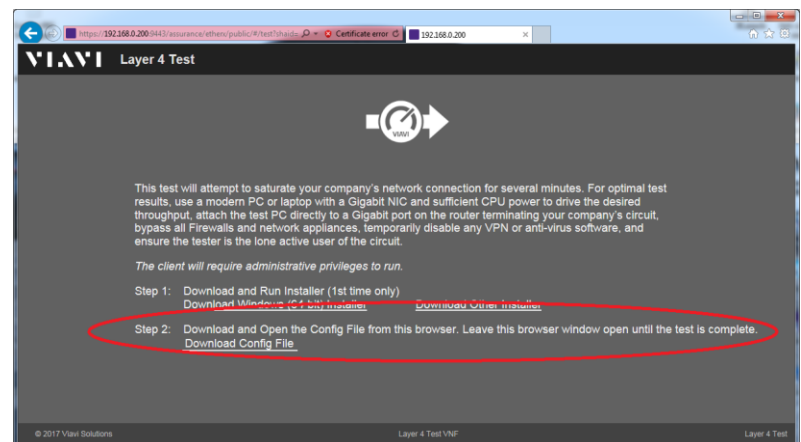 https://192.168.0.200:9443/assurance/ethers/public/#/test?sheid= Certificate error 192.168.0.200
VIAVI Layer 4 Test
VIAVI
This test will attempt to saturate your company's network connection for several minutes. For optimal test
results, use a modern PC or laptop with a Gigabit NIC and sufficient CPU power to drive the desired
throughput, attach the test PC directly to a Gigabit port on the router terminating your company's circuit,
bypass all Firewalls and network appliances, temporarily disable any VPN or anti-virus software, and
ensure the tester is the lone active user of the circuit.
The client will require administrative privileges to run.
Step 1: Download and Run Installer (1st time only)
Download Windows (64 bit) Installer Download Other Installer
Step 2: Download and Open the Config File from this browser. Leave this browser window open until the test is complete.
Download Config File
© 2017 Viavi Solutions Layer 4 Test VNF Layer 4 Test